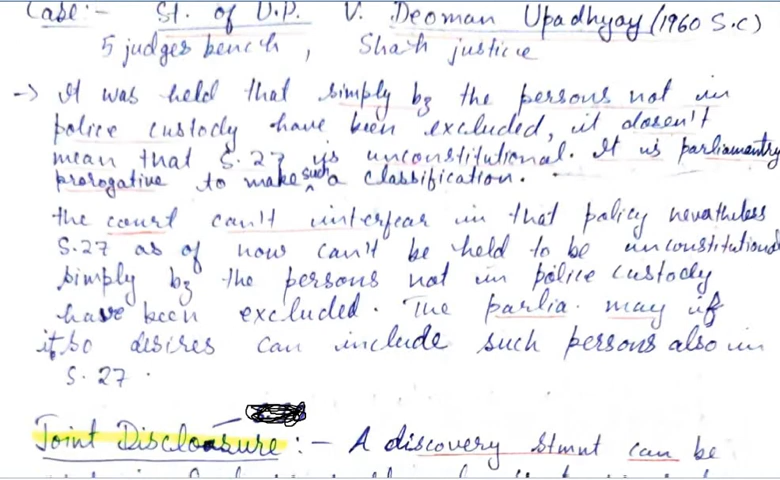 Case:- St. of U.P. V. Deoman Upadhyay (1960 S.C)
5 judges bench, Shah justice
-> It was held that simply bz the persons not in
police custody have been excluded, it dosen't
mean that S.27 is unconstitutional. It is parliamentry
prorogative to make such a classification.
the court can't interfear in that policy nevertheless
S.27 as of now can't be held to be unconstitutional
simply bz the persons not in police custody
have been excluded. The parlia. may if
it so desires can include such persons also in
S. 27.
Joint Disclosure :- A discovery stmnt can be